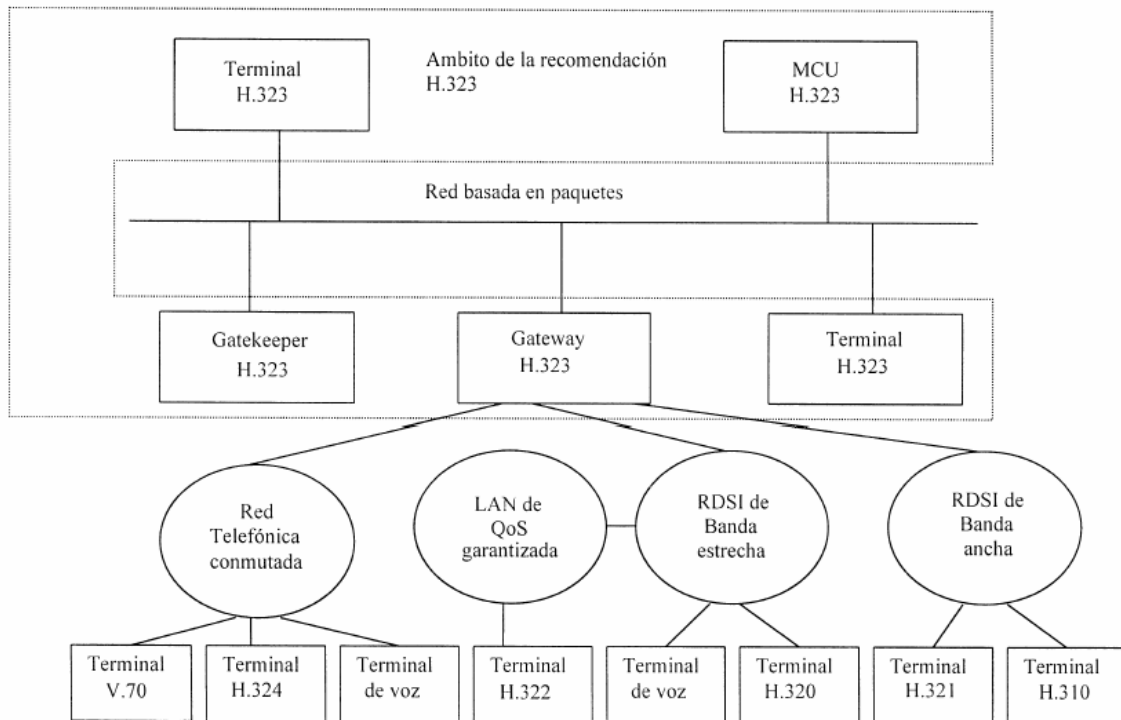 Terminal
H.323
Ambito de la recomendación
H.323
MCU
H.323
Red basada en paquetes
Gatekeeper
H.323
Gateway
H.323
Terminal
H.323
Red
Telefónica
conmutada
LAN de
QoS
garantizada
RDSI de
Banda
estrecha
RDSI de
Banda
ancha
Terminal
V.70
Terminal
H.324
Terminal
de voz
Terminal
H.322
Terminal
de voz
Terminal
H.320
Terminal
H.321
Terminal
H.310